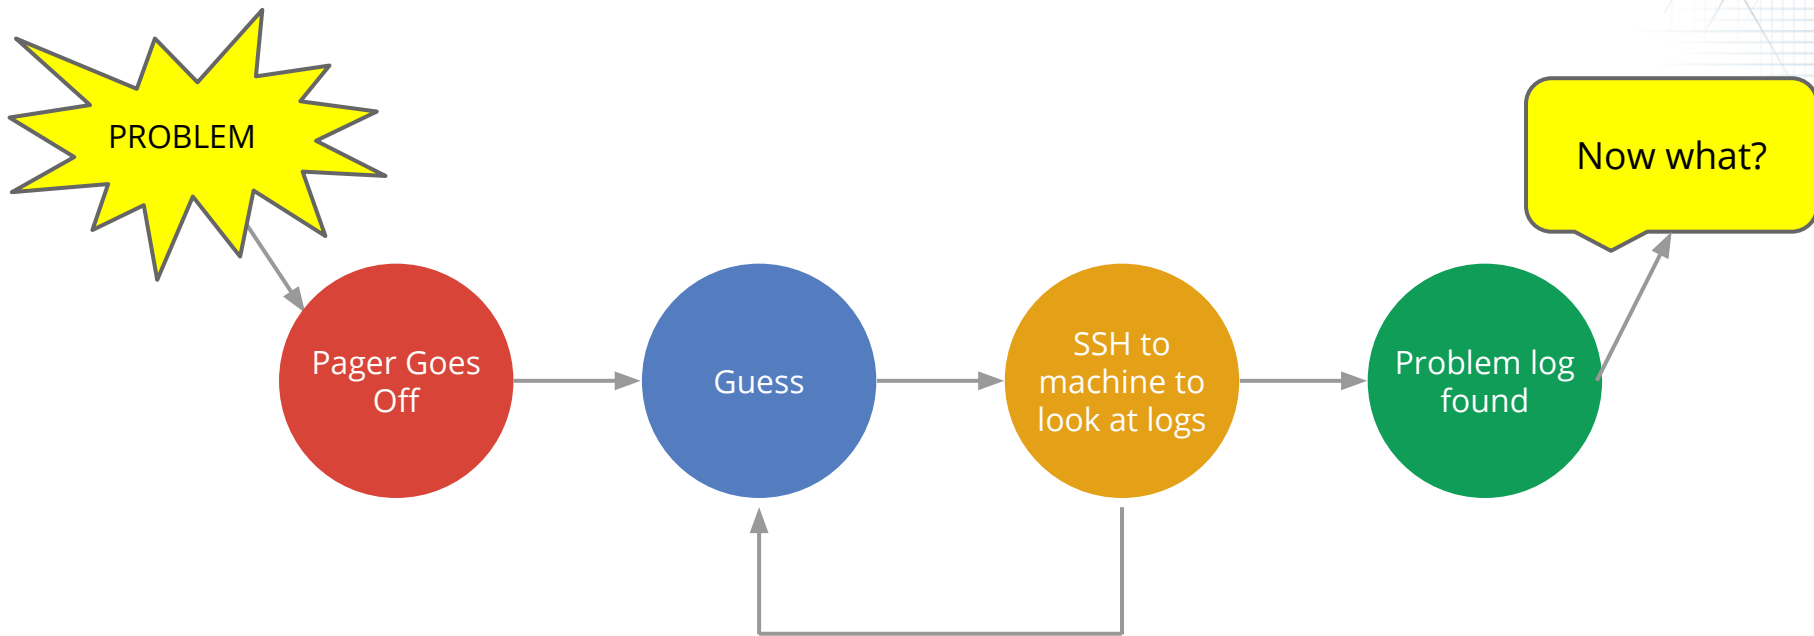 PROBLEM
Now what?
Pager Goes
Off
Guess
SSH to
machine to
look at logs
Problem log
found